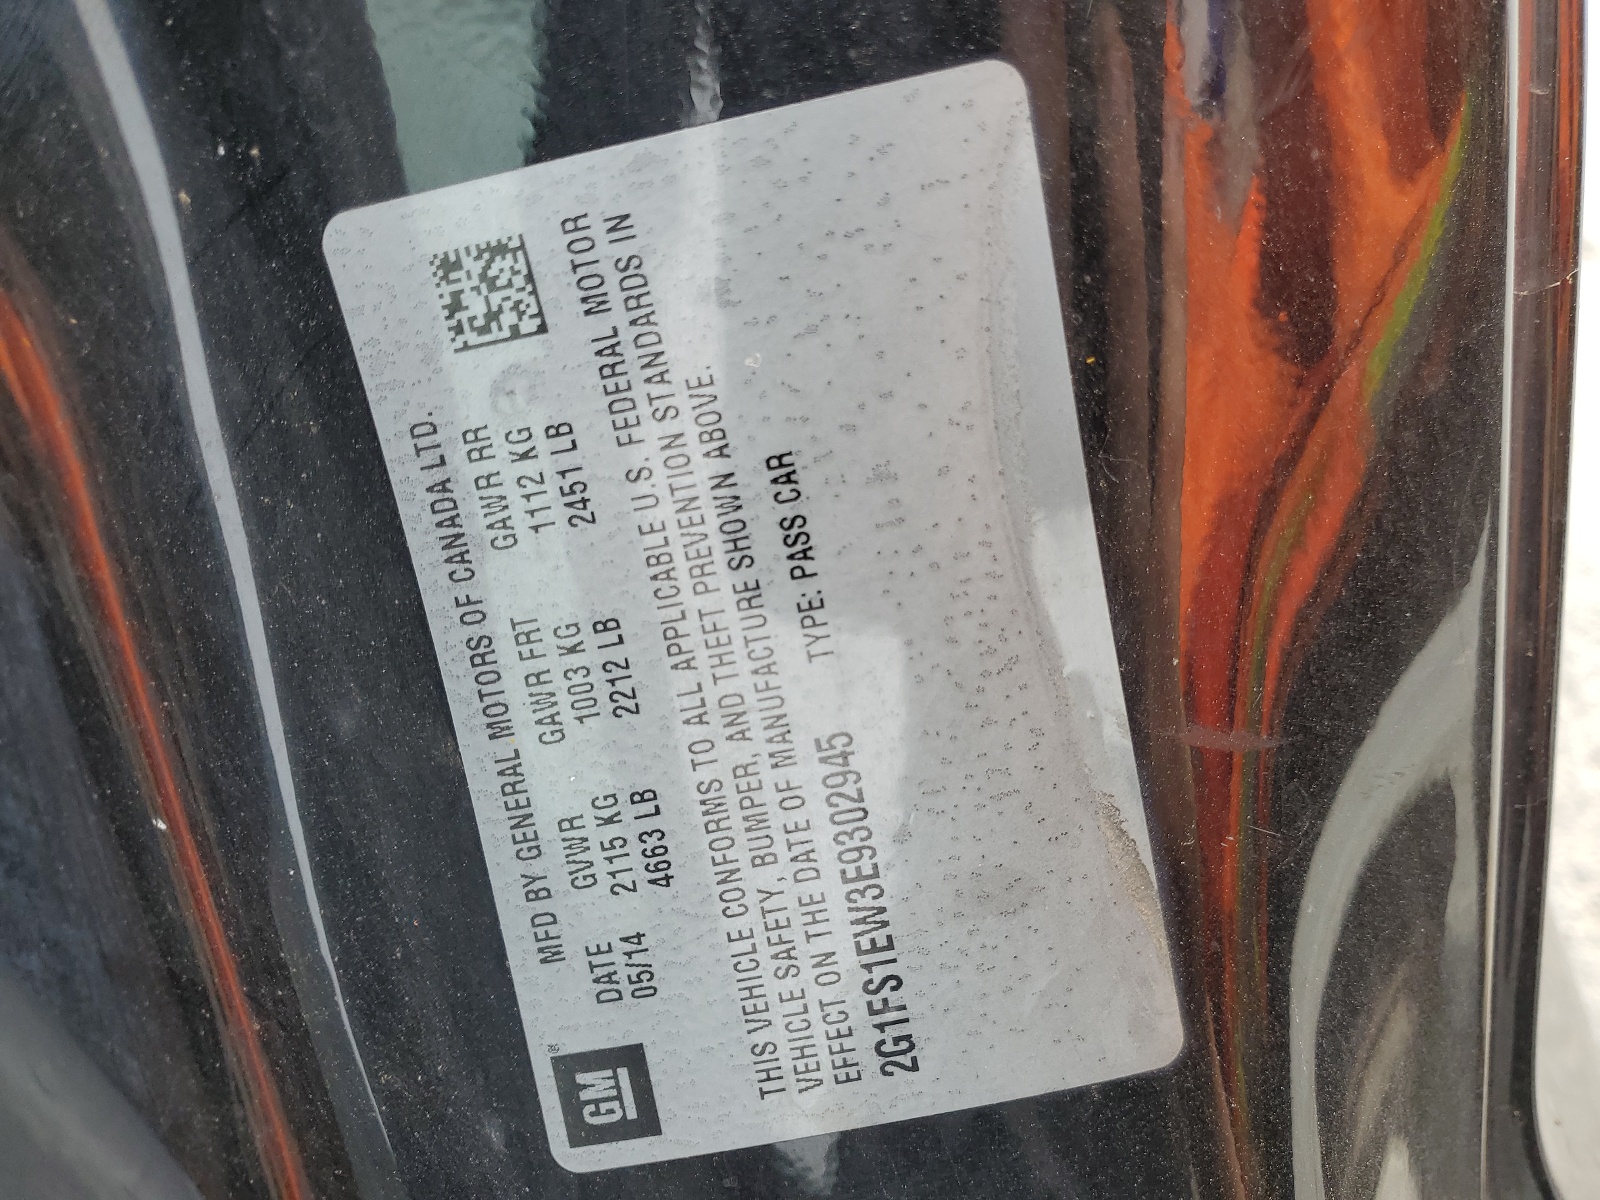 GM®
MFD BY GENERAL MOTORS OF CANADA LTD.
DATE GVWR GAWR FRT GAWR RR
05/14 2115 KG 1003 KG 1112 KG
4663 LB 2212 LB 2451 LB
THIS VEHICLE CONFORMS TO ALL APPLICABLE U.S. FEDERAL MOTOR
VEHICLE SAFETY, BUMPER, AND THEFT PREVENTION STANDARDS IN
EFFECT ON THE DATE OF MANUFACTURE SHOWN ABOVE.
2G1FS1EW3E9302945 TYPE: PASS CAR